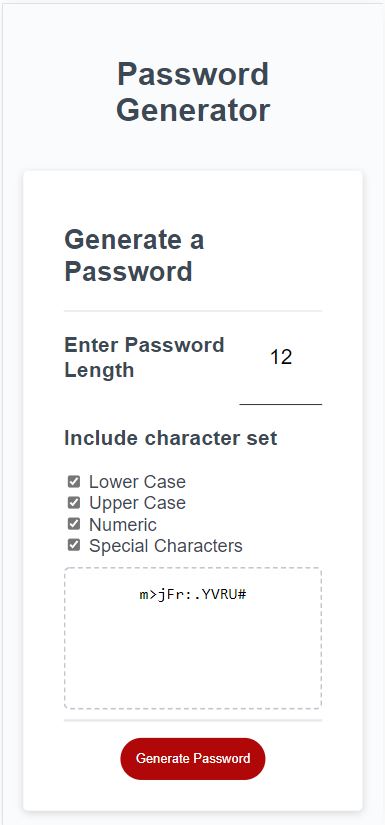 Password
Generator
Generate a
Password
Enter Password
Length
12
Include character set
Lower Case
Upper Case
Numeric
Special Characters
m>jFr:.YVRU#
Generate Password